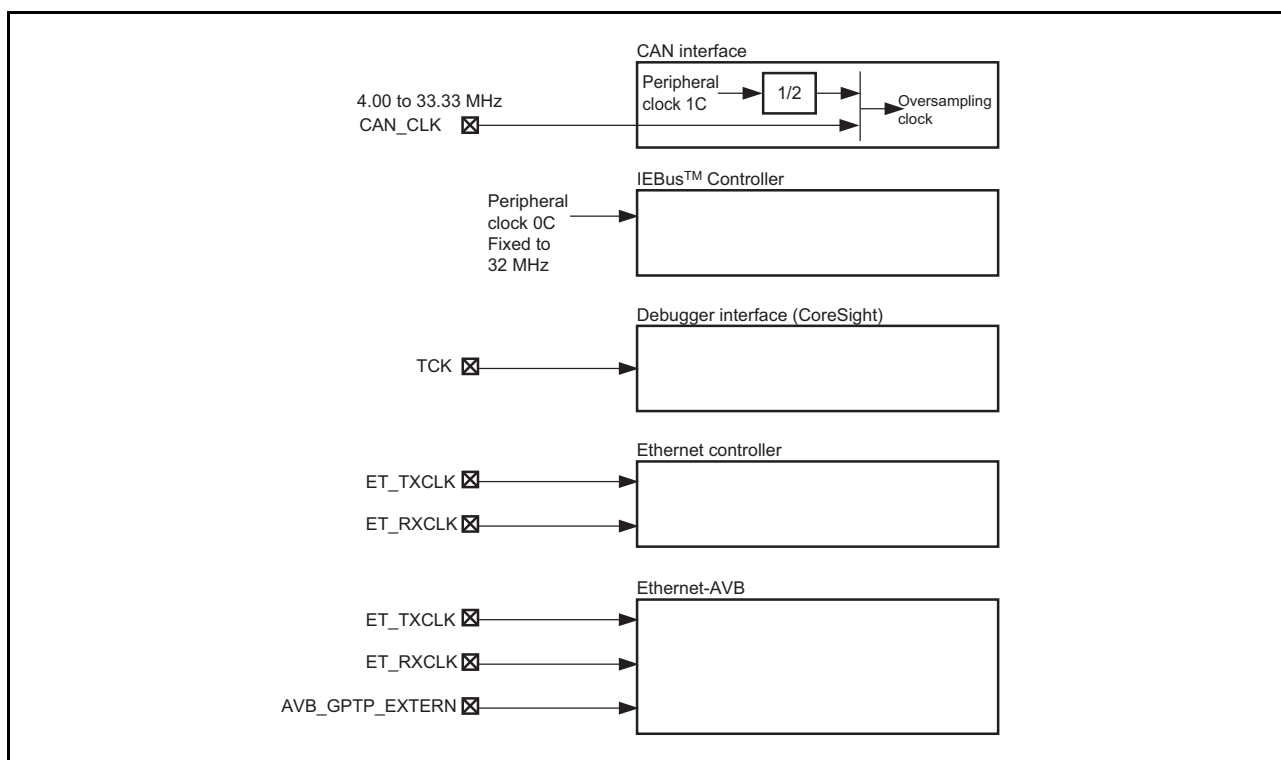 CAN interface
Peripheral
clock 1C
1/2
Oversampling
clock
4.00 to 33.33 MHz
CAN_CLK
IEBusTM Controller
Peripheral
clock 0C
Fixed to
32 MHz
Debugger interface (CoreSight)
TCK
Ethernet controller
ET_TXCLK
ET_RXCLK
Ethernet-AVB
ET_TXCLK
ET_RXCLK
AVB_GPTP_EXTERN